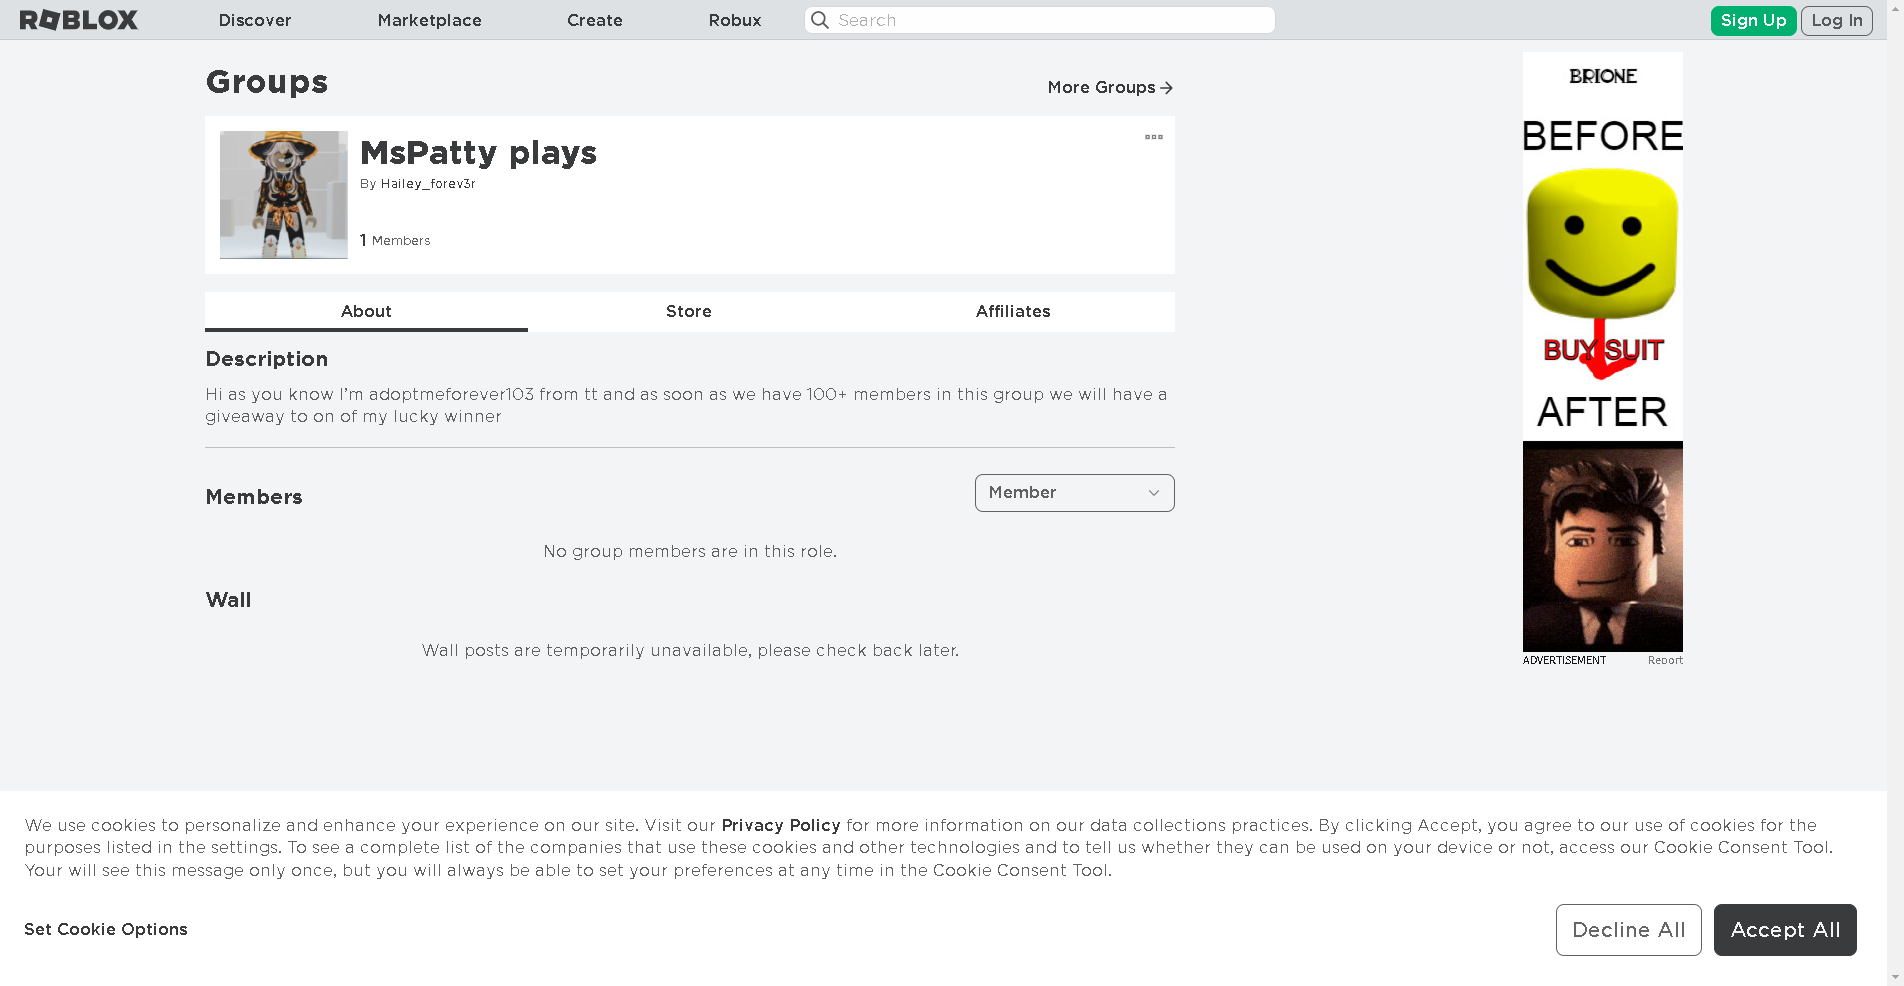 ROBLOX Discover Marketplace Create Robux Search Sign Up Log In
Groups
More Groups
MsPatty plays
By Hailey_forev3r
1 Members
About Store Affiliates
Description
Hi as you know I’m adoptmeforever103 from tt and as soon as we have 100+ members in this group we will have a
giveaway to on of my lucky winner
Members
Member
No group members are in this role.
Wall
Wall posts are temporarily unavailable, please check back later.
BRIONE
BEFORE
BUY SUIT
AFTER
ADVERTISEMENT Report
We use cookies to personalize and enhance your experience on our site. Visit our Privacy Policy for more information on our data collections practices. By clicking Accept, you agree to our use of cookies for the
purposes listed in the settings. To see a complete list of the companies that use these cookies and other technologies and to tell us whether they can be used on your device or not, access our Cookie Consent Tool.
Your will see this message only once, but you will always be able to set your preferences at any time in the Cookie Consent Tool.
Set Cookie Options
Decline All Accept All